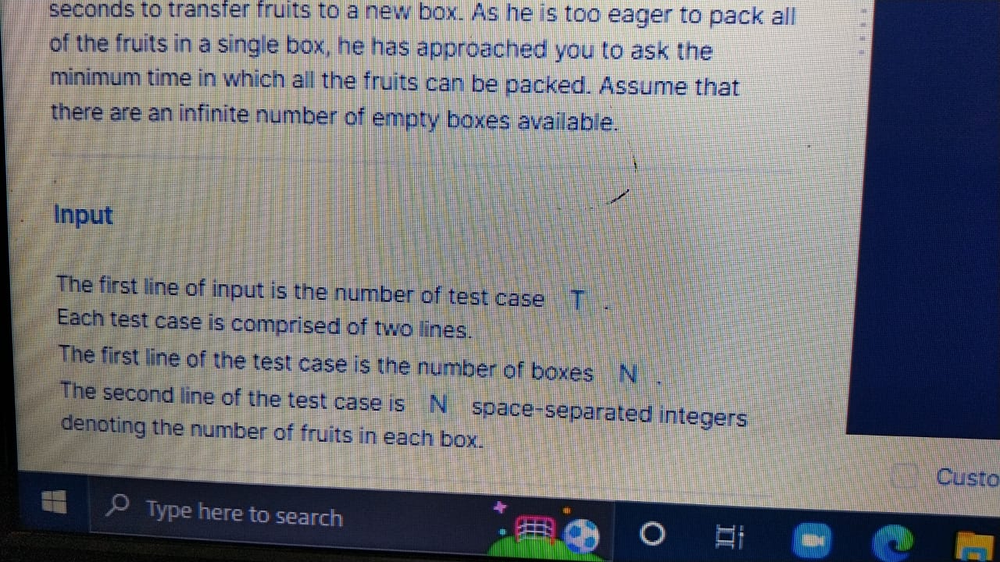 seconds to transfer fruits to a new box. As he is too eager to pack all
of the fruits in a single box, he has approached you to ask the
minimum time in which all the fruits can be packed. Assume that
there are an infinite number of empty boxes available.
Input
The first line of input is the number of test case T .
Each test case is comprised of two lines.
The first line of the test case is the number of boxes N .
The second line of the test case is N space-separated integers
denoting the number of fruits in each box.
Custo
Type here to search